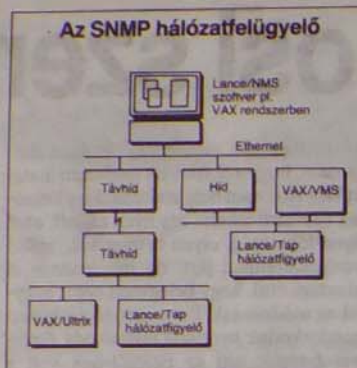 Az SNMP hálózatfelügyelő
Lance/NMS
szoftver pl.
VAX rendszerben
Ethernet
Távhíd
Híd
VAX/VMS
Távhíd
Lance/Tap
hálózatfigyelő
VAX/Ultrix
Lance/Tap
hálózatfigyelő